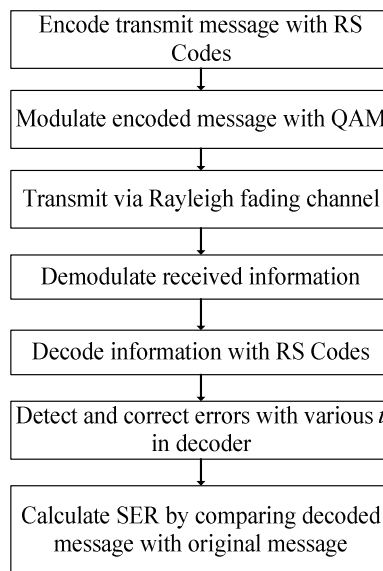 Encode transmit message with RS
Codes
Modulate encoded message with QAM
Transmit via Rayleigh fading channel
Demodulate received information
Decode information with RS Codes
Detect and correct errors with various t
in decoder
Calculate SER by comparing decoded
message with original message